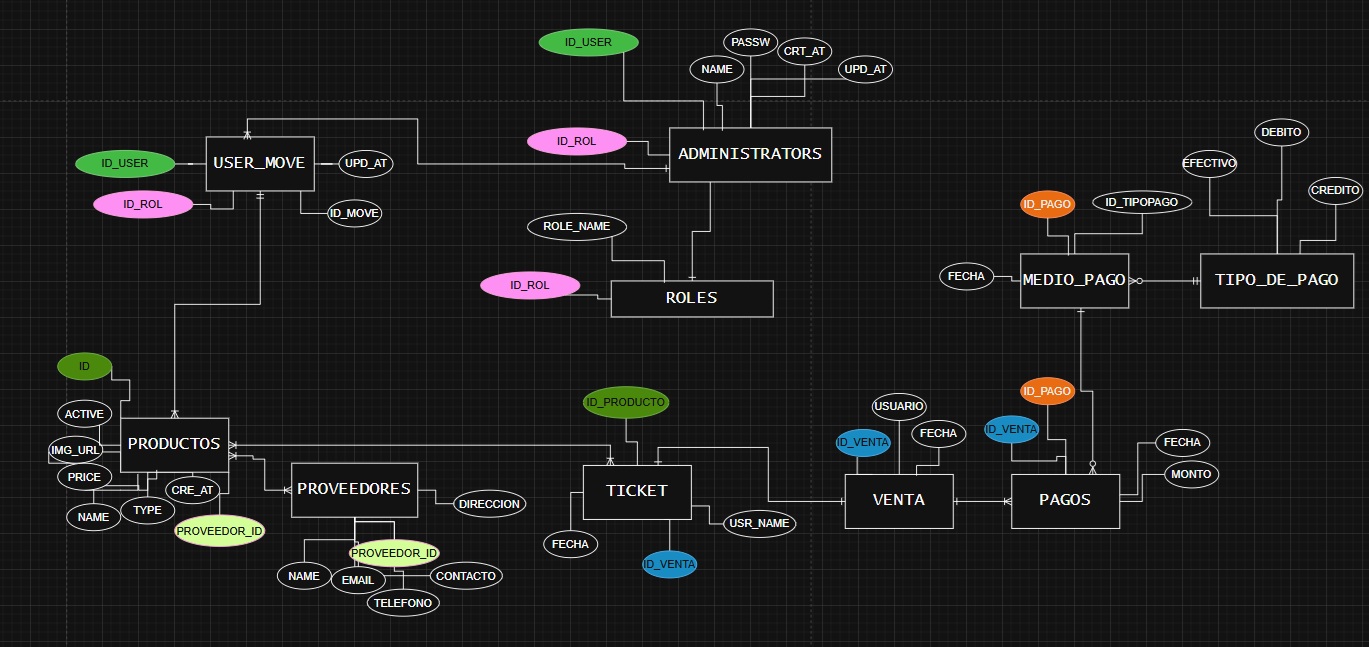 ID_USER
PASSW
CRT_AT
NAME
UPD_AT
ID_ROL
ADMINISTRATORS
USER_MOVE
ID_USER
UPD_AT
ID_ROL
ID_MOVE
ROLE_NAME
ID_ROL
ROLES
DEBITO
EFECTIVO
CREDITO
ID_PAGO
ID_TIPOPAGO
FECHA
MEDIO_PAGO
TIPO_DE_PAGO
ID
ACTIVE
PRODUCTOS
IMG_URL
PRICE
CRE_AT
NAME
TYPE
PROVEEDOR_ID
PROVEEDORES
DIRECCION
PROVEEDOR_ID
NAME
EMAIL
CONTACTO
TELEFONO
ID_PRODUCTO
TICKET
USR_NAME
FECHA
ID_VENTA
USUARIO
ID_VENTA
FECHA
VENTA
ID_PAGO
ID_VENTA
FECHA
MONTO
PAGOS